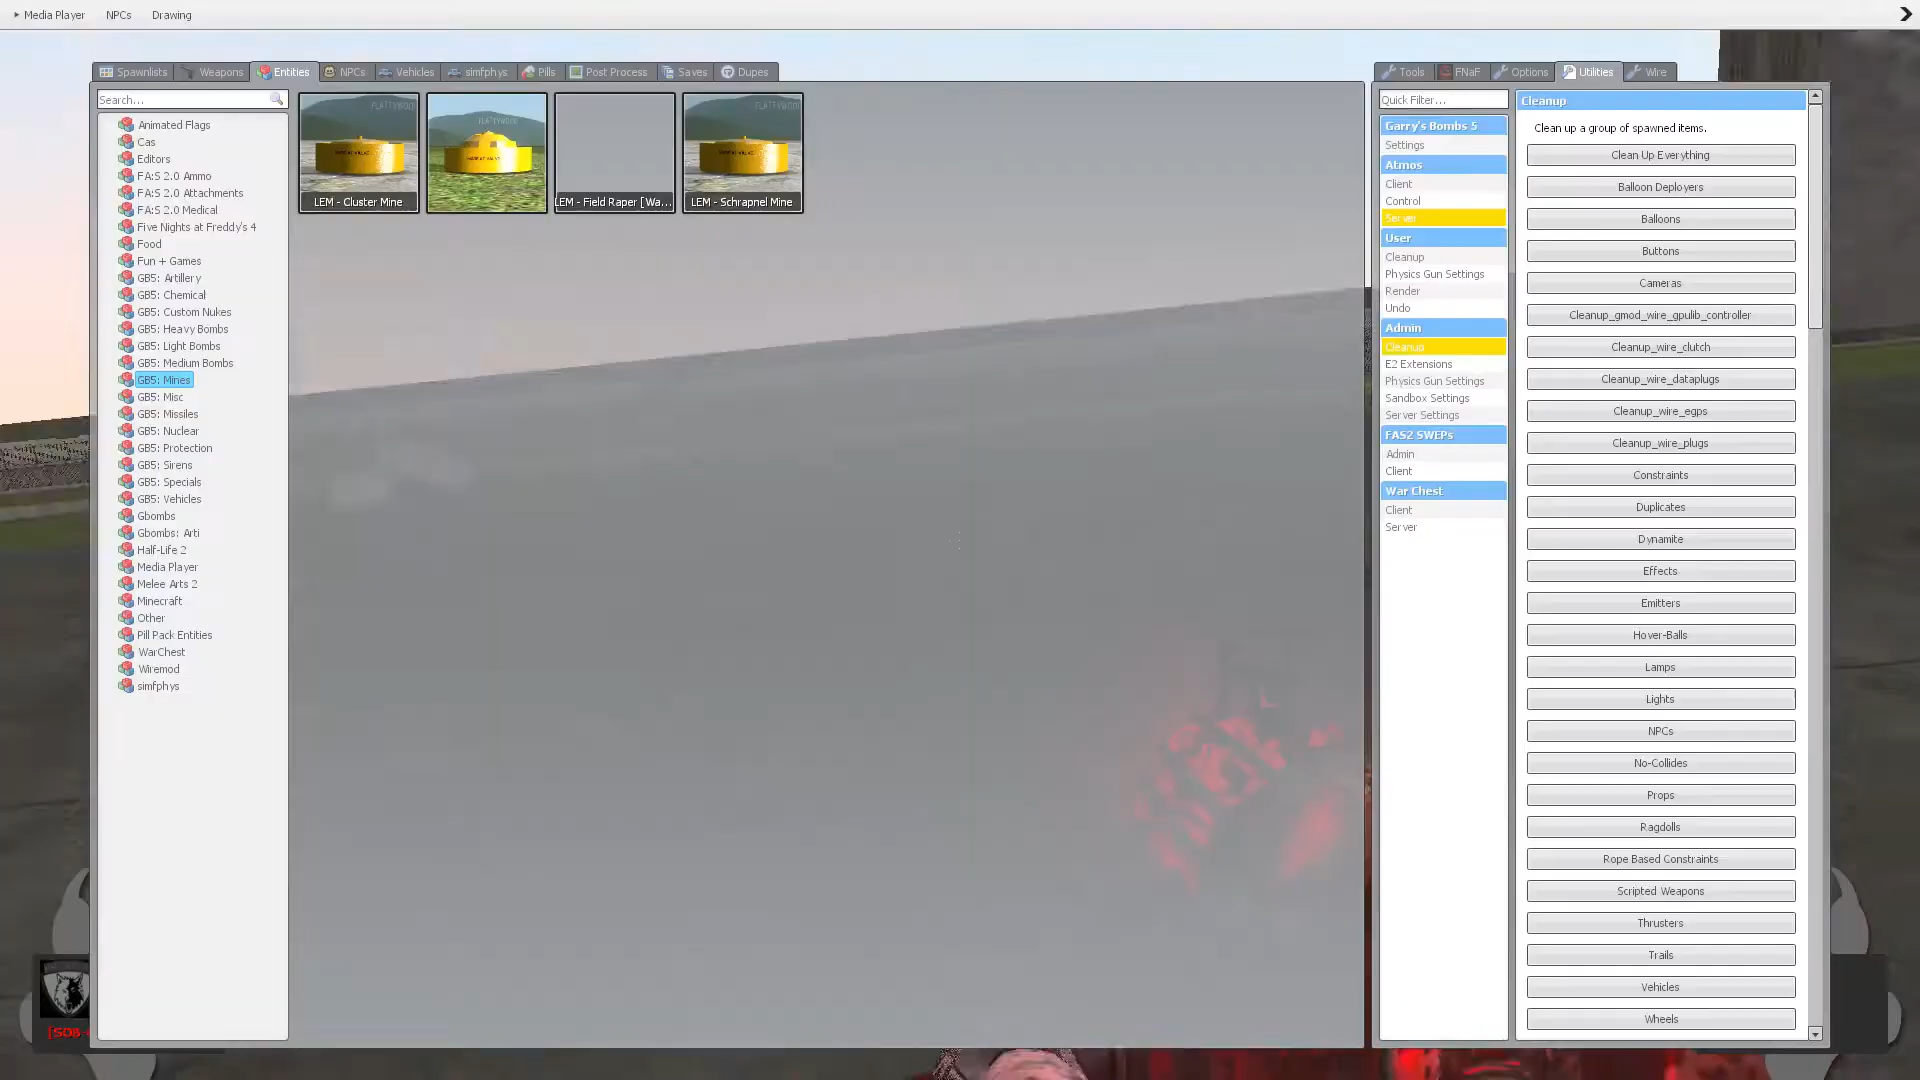 Media Player NPCs Drawing
Spawnlists Weapons Entities NPCs Vehicles simfphys Pills Post Process Saves Dupes
Tools FNaF Options Utilities Wire
Search...
Animated Flags
Cas
Editors
FA:S 2.0 Ammo
FA:S 2.0 Attachments
FA:S 2.0 Medical
Five Nights at Freddy's 4
Food
Fun + Games
GB5: Artillery
GB5: Chemical
GB5: Custom Nukes
GB5: Heavy Bombs
GB5: Light Bombs
GB5: Medium Bombs
GB5: Mines
GB5: Misc
GB5: Missiles
GB5: Nuclear
GB5: Protection
GB5: Sirens
GB5: Specials
GB5: Vehicles
Gbombs
Gbombs: Arti
Half-Life 2
Media Player
Melee Arts 2
Minecraft
Other
Pill Pack Entities
WarChest
Wiremod
simfphys
FLATTYWOOD
LEM - Cluster Mine
FLATTYWOOD
LEM - Field Raper [Wa...
FLATTYWOOD
LEM - Schrapnel Mine
Quick Filter...
Garry's Bombs 5
Settings
Atmos
Client
Control
Server
User
Cleanup
Physics Gun Settings
Render
Undo
Admin
Cleanup
E2 Extensions
Physics Gun Settings
Sandbox Settings
Server Settings
FAS2 SWEPs
Admin
Client
War Chest
Client
Server
Cleanup
Clean up a group of spawned items.
Clean Up Everything
Balloon Deployers
Balloons
Buttons
Cameras
Cleanup_gmod_wire_gpulib_controller
Cleanup_wire_clutch
Cleanup_wire_dataplugs
Cleanup_wire_egps
Cleanup_wire_plugs
Constraints
Duplicates
Dynamite
Effects
Emitters
Hover-Balls
Lamps
Lights
NPCs
No-Collides
Props
Ragdolls
Rope Based Constraints
Scripted Weapons
Thrusters
Trails
Vehicles
Wheels